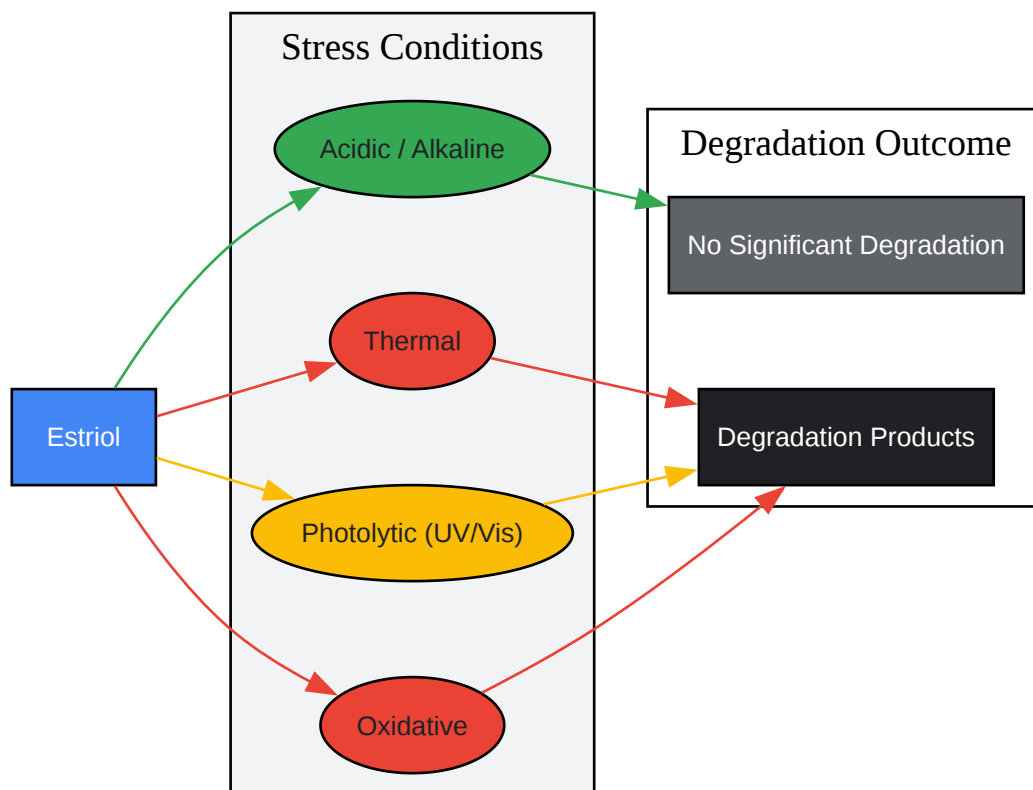 Stress Conditions
Acidic / Alkaline
Degradation Outcome
No Significant Degradation
Thermal
Estriol
Degradation Products
Photolytic (UV/Vis)
Oxidative